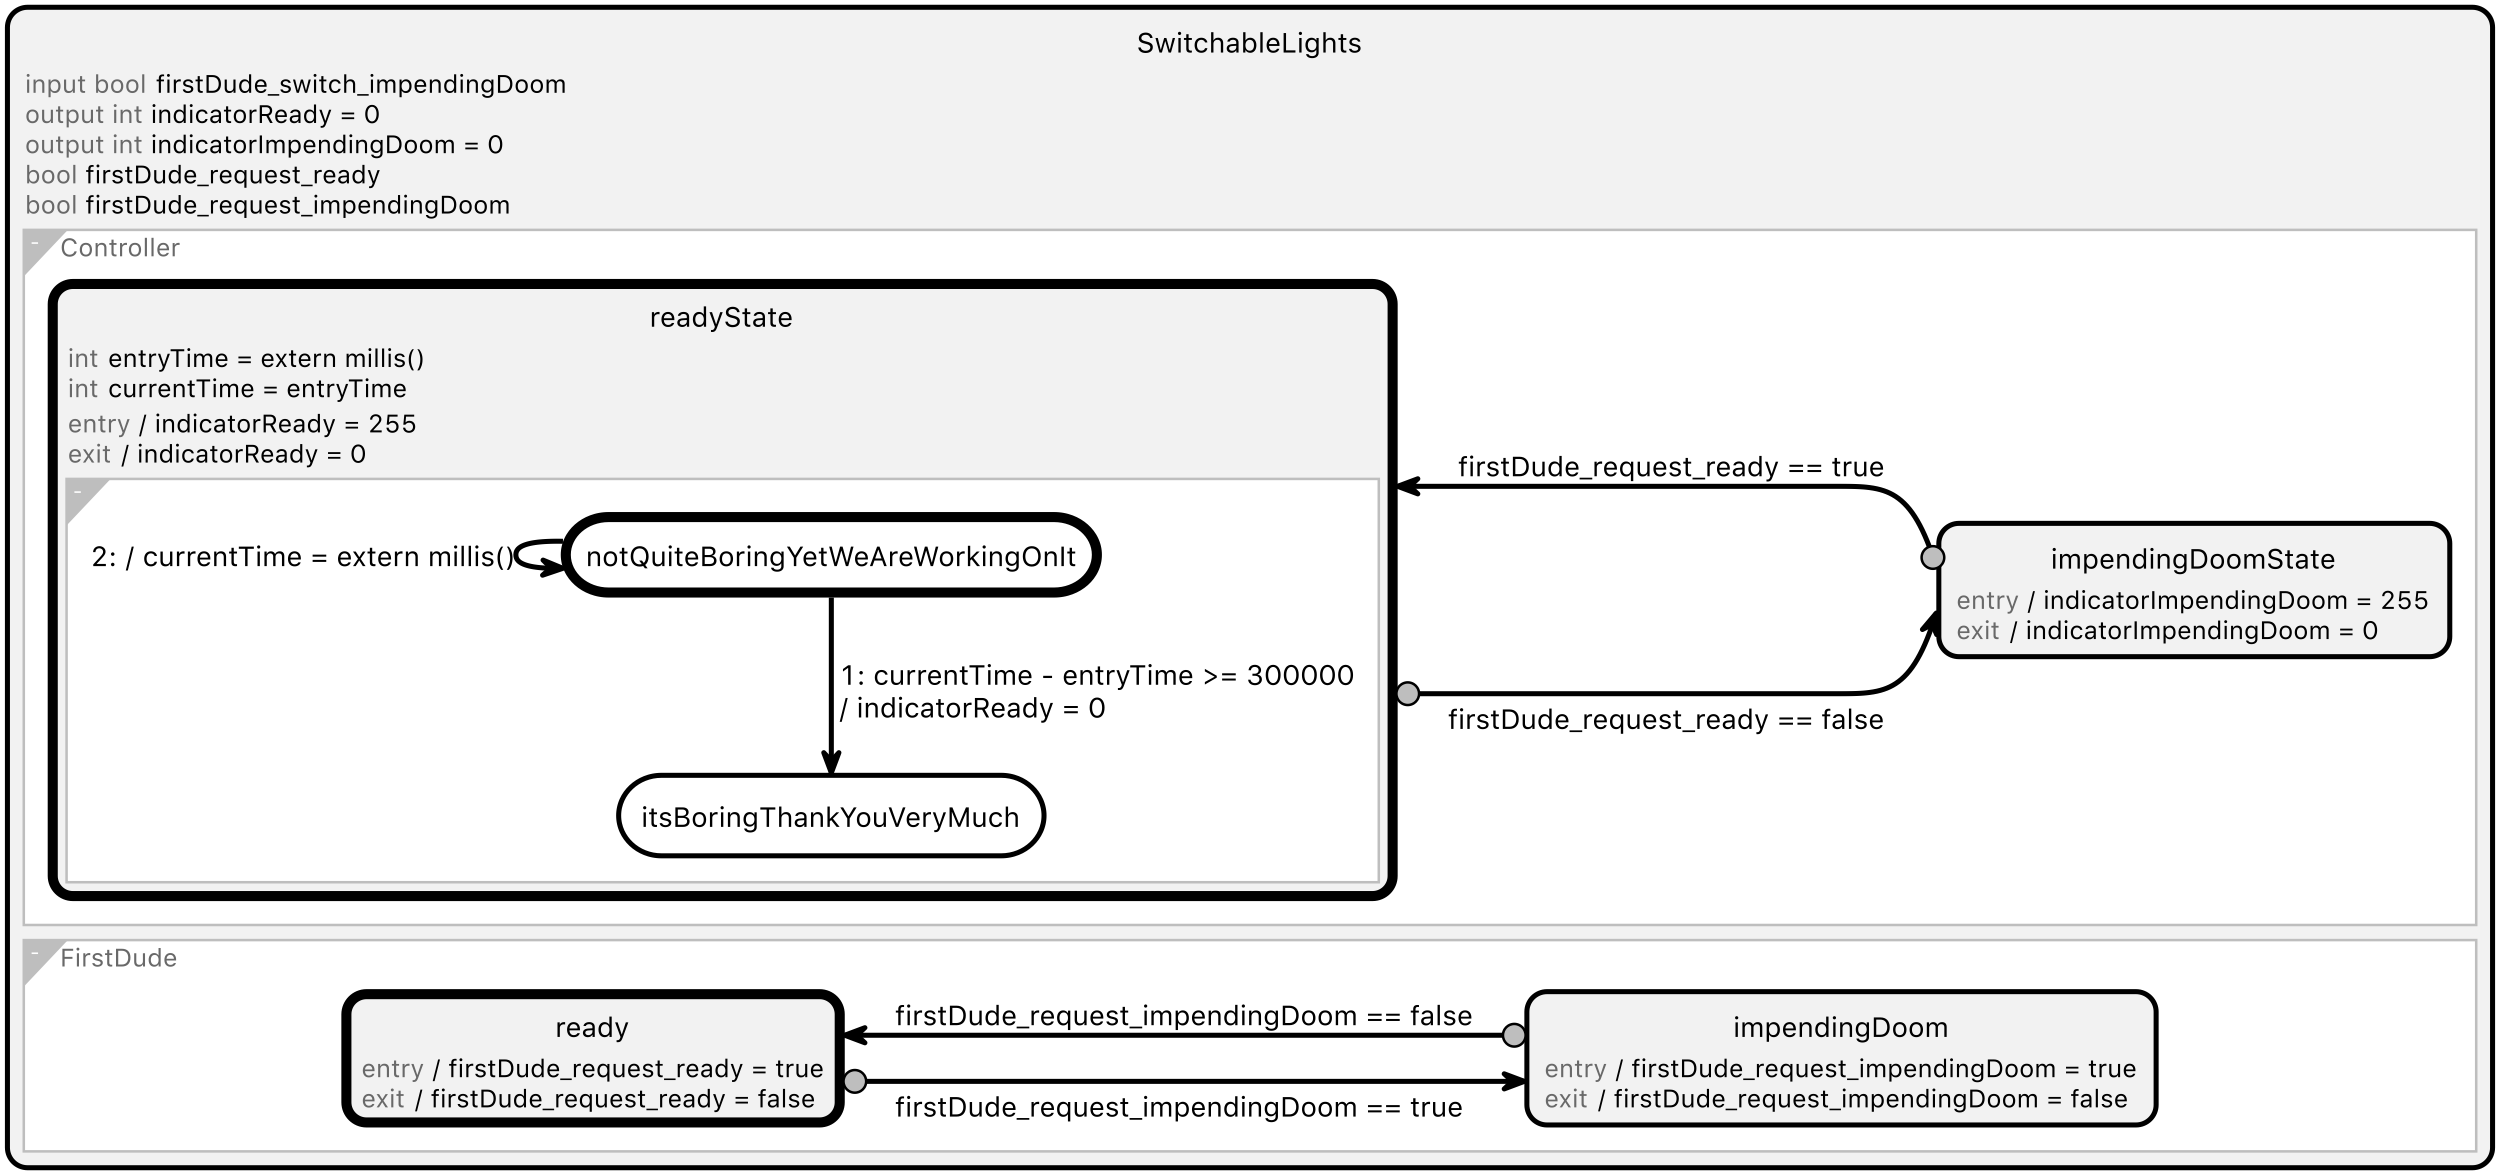 SwitchableLights
input bool firstDude_switch_impendingDoom
output int indicatorReady = 0
output int indicatorImpendingDoom = 0
bool firstDude_request_ready
bool firstDude_request_impendingDoom
- Controller
readyState
int entryTime = extern millis()
int currentTime = entryTime
entry / indicatorReady = 255
exit / indicatorReady = 0
-
2: / currentTime = extern millis()
notQuiteBoringYetWeAreWorkingOnIt
1: currentTime - entryTime >= 300000
/ indicatorReady = 0
itsBoringThankYouVeryMuch
firstDude_request_ready == true
impendingDoomState
entry / indicatorImpendingDoom = 255
exit / indicatorImpendingDoom = 0
firstDude_request_ready == false
- FirstDude
ready
entry / firstDude_request_ready = true
exit / firstDude_request_ready = false
firstDude_request_impendingDoom == false
firstDude_request_impendingDoom == true
impendingDoom
entry / firstDude_request_impendingDoom = true
exit / firstDude_request_impendingDoom = false